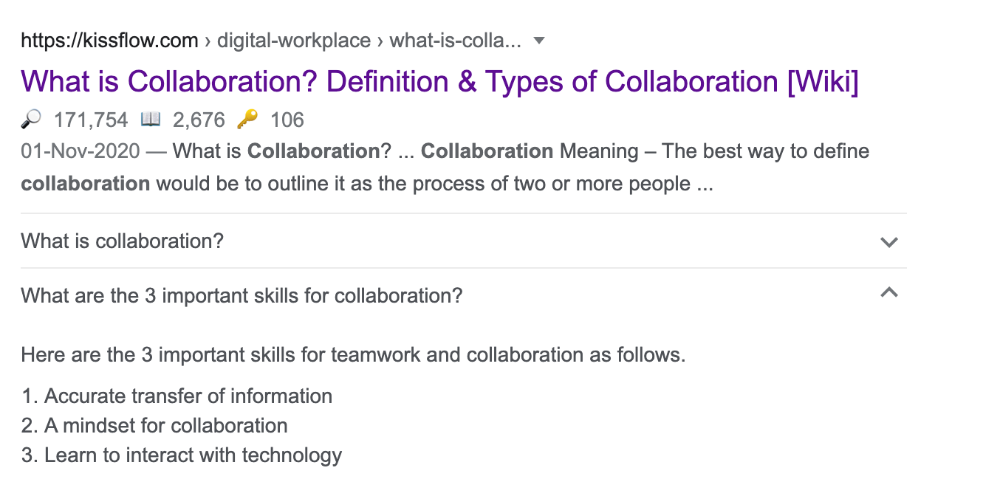 https://kissflow.com › digital-workplace › what-is-colla...
What is Collaboration? Definition & Types of Collaboration [Wiki]
🔎 171,754 📖 2,676 🔑 106
01-Nov-2020 — What is Collaboration? ... Collaboration Meaning – The best way to define
collaboration would be to outline it as the process of two or more people ...
What is collaboration?
What are the 3 important skills for collaboration?
Here are the 3 important skills for teamwork and collaboration as follows.
1. Accurate transfer of information
2. A mindset for collaboration
3. Learn to interact with technology